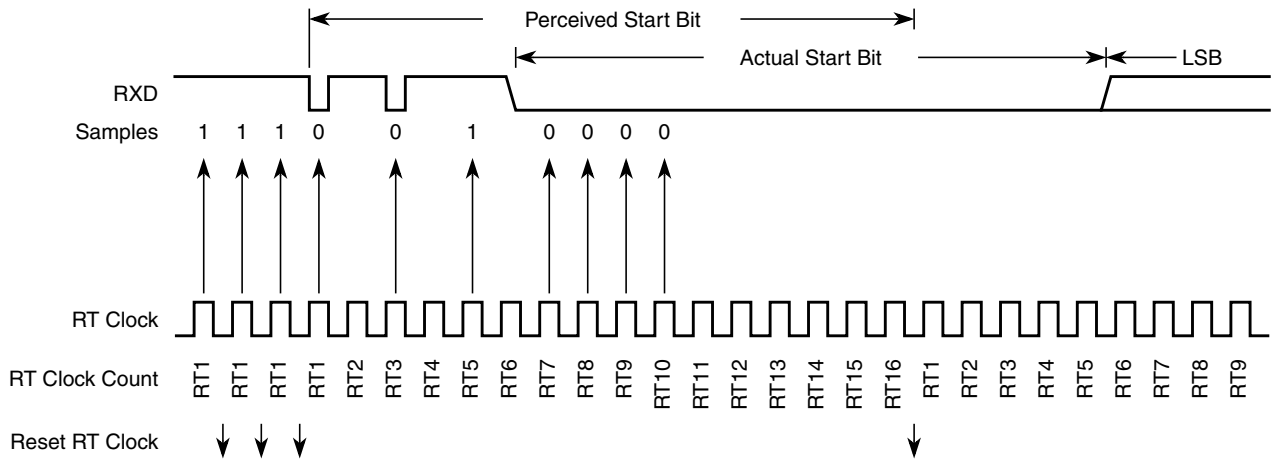 Perceived Start Bit
Actual Start Bit
LSB
RXD
Samples 1 1 1 0 0 1 0 0 0 0
RT Clock
RT Clock Count RT1 RT1 RT1 RT1 RT2 RT3 RT4 RT5 RT6 RT7 RT8 RT9 RT10 RT11 RT12 RT13 RT14 RT15 RT16 RT1 RT2 RT3 RT4 RT5 RT6 RT7 RT8 RT9
Reset RT Clock